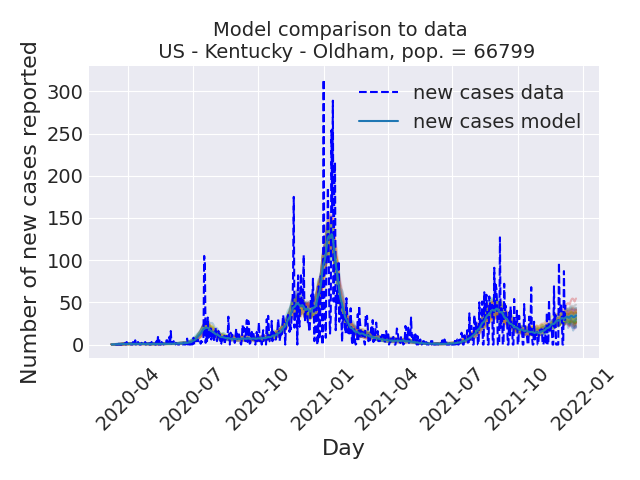 Model comparison to data
US - Kentucky - Oldham, pop. = 66799
Number of new cases reported
300
250
200
150
100
50
0
new cases data
new cases model
2020-04
2020-07
2020-10
2021-01
2021-04
2021-07
2021-10
2022-01
Day